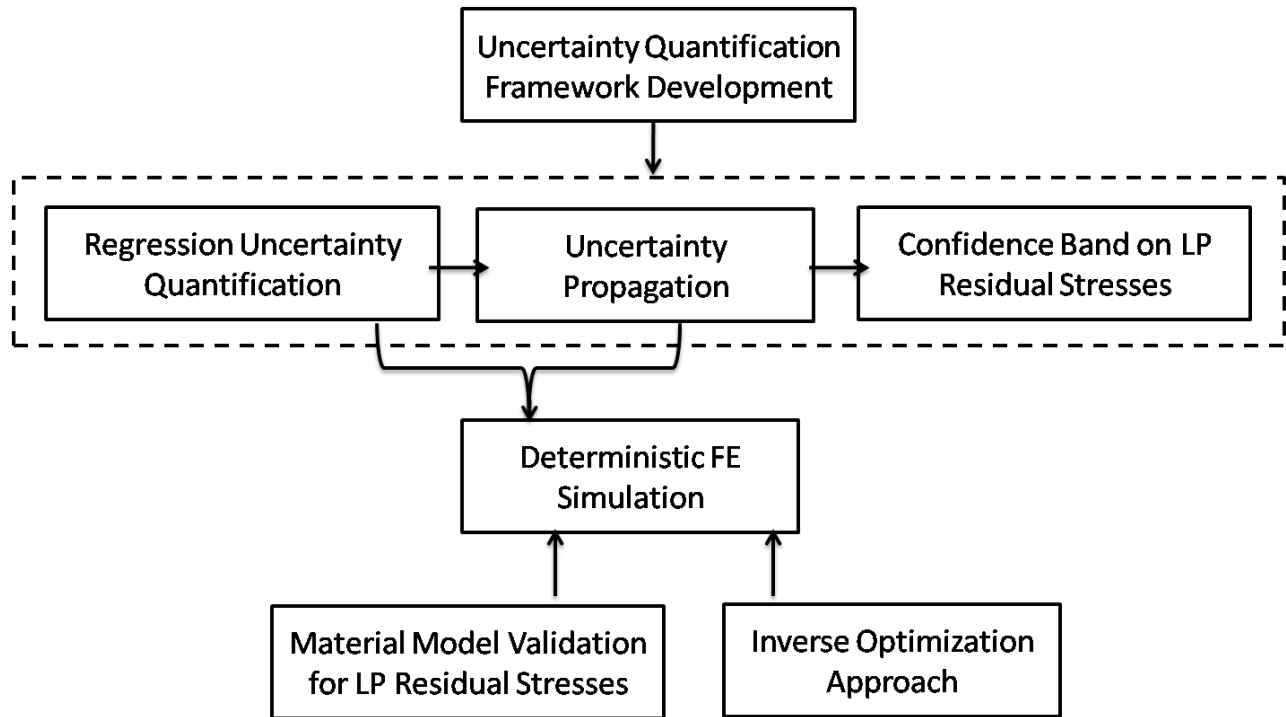 Uncertainty Quantification
Framework Development
Regression Uncertainty
Quantification
Uncertainty
Propagation
Confidence Band on LP
Residual Stresses
Deterministic FE
Simulation
Material Model Validation
for LP Residual Stresses
Inverse Optimization
Approach